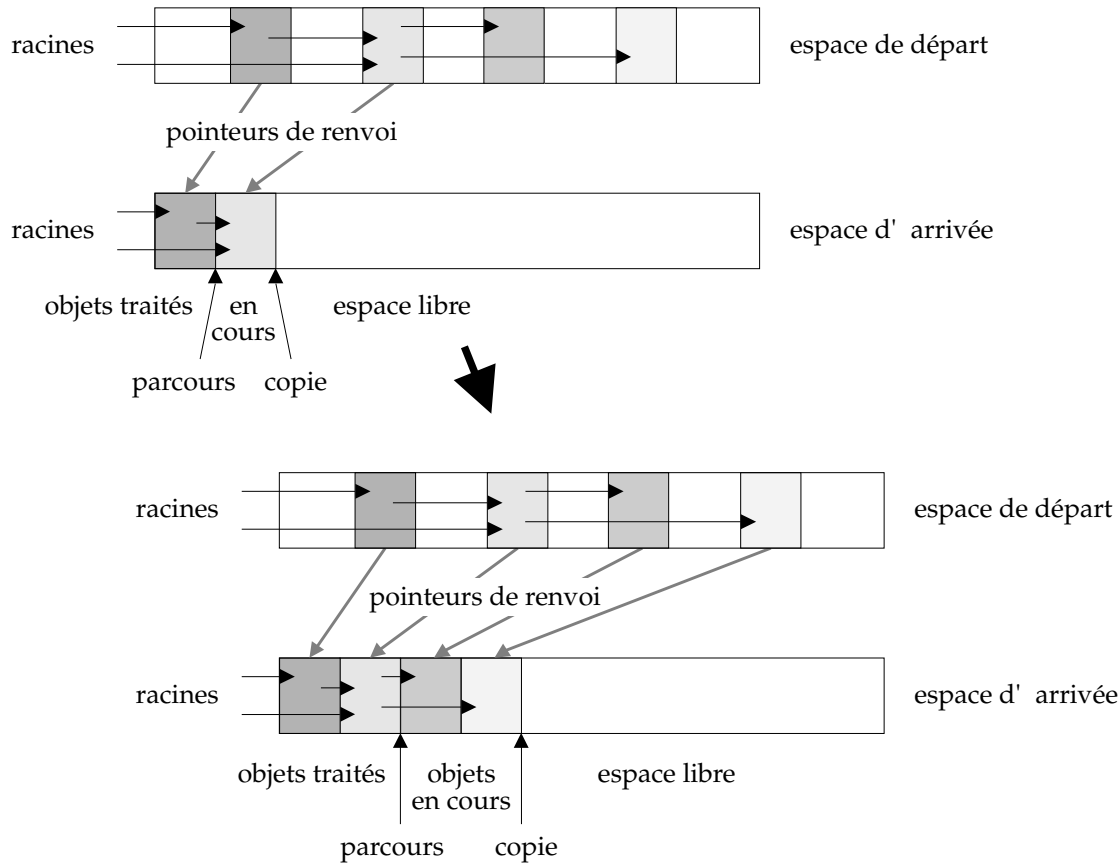 racines
espace de départ
pointeurs de renvoi
racines
espace d' arrivée
objets traités
en
cours
espace libre
parcours
copie
racines
espace de départ
pointeurs de renvoi
racines
espace d' arrivée
objets traités
objets
en cours
espace libre
parcours
copie